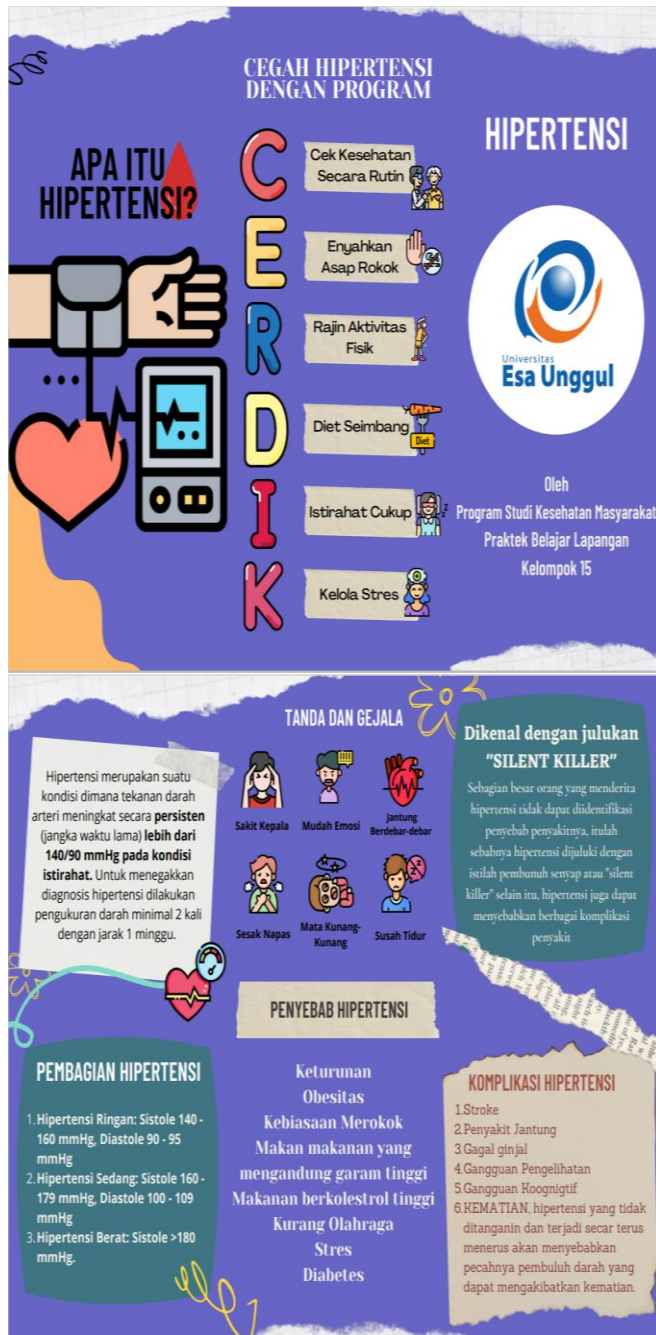 APA ITU
HIPERTENSI?
CEGAH HIPERTENSI
DENGAN PROGRAM
C
Cek Kesehatan
Secara Rutin
E
Enyahkan
Asap Rokok
R
Rajin Aktivitas
Fisik
D
Diet Seimbang
Diet
I
Istirahat Cukup
K
Kelola Stres
HIPERTENSI
Universitas
Esa Unggul
Oleh
Program Studi Kesehatan Masyarakat
Praktek Belajar Lapangan
Kelompok 15
Hipertensi merupakan suatu
kondisi dimana tekanan darah
arteri meningkat secara persisten
(jangka waktu lama) lebih dari
140/90 mmHg pada kondisi
istirahat. Untuk menegakkan
diagnosis hipertensi dilakukan
pengukuran darah minimal 2 kali
dengan jarak 1 minggu.
TANDA DAN GEJALA
Sakit Kepala
Mudah Emosi
Jantung
Berdebar-debar
Sesak Napas
Mata Kunang-
Kunang
Susah Tidur
Dikenal dengan julukan
"SILENT KILLER"
Sebagian besar orang yang menderita
hipertensi tidak dapat diidentifikasi
penyebab penyakitnya, itulah
sebabnya hipertensi dijuluki dengan
istilah pembunuh senyap atau "silent
killer" selain itu, hipertensi juga dapat
menyebabkan berbagai komplikasi
penyakit
PEMBAGIAN HIPERTENSI
1. Hipertensi Ringan: Sistole 140 -
160 mmHg, Diastole 90 - 95
mmHg
2. Hipertensi Sedang: Sistole 160 -
179 mmHg, Diastole 100 - 109
mmHg
3. Hipertensi Berat: Sistole >180
mmHg.
PENYEBAB HIPERTENSI
Keturunan
Obesitas
Kebiasaan Merokok
Makan makanan yang
mengandung garam tinggi
Makanan berkolestrol tinggi
Kurang Olahraga
Stres
Diabetes
KOMPLIKASI HIPERTENSI
1.Stroke
2.Penyakit Jantung
3.Gagal ginjal
4.Gangguan Pengelihatan
5.Gangguan Koognigtif
6.KEMATIAN, hipertensi yang tidak
ditanganin dan terjadi secar terus
menerus akan menyebabkan
pecahnya pembuluh darah yang
dapat mengakibatkan kematian.